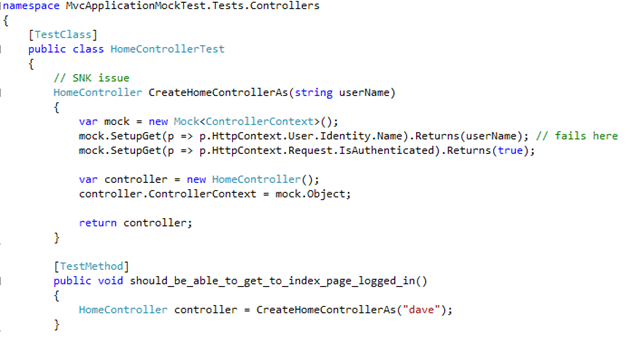 namespace MvcApplicationMockTest.Tests.Controllers
{
[TestClass]
public class HomeControllerTest
{
// SNK issue
HomeController CreateHomeControllerAs(string userName)
{
var mock = new Mock<ControllerContext>();
mock.SetupGet(p => p.HttpContext.User.Identity.Name).Returns(userName); // fails here
mock.SetupGet(p => p.HttpContext.Request.IsAuthenticated).Returns(true);
var controller = new HomeController();
controller.ControllerContext = mock.Object;
return controller;
}
[TestMethod]
public void should_be_able_to_get_to_index_page_logged_in()
{
HomeController controller = CreateHomeControllerAs("dave");
}